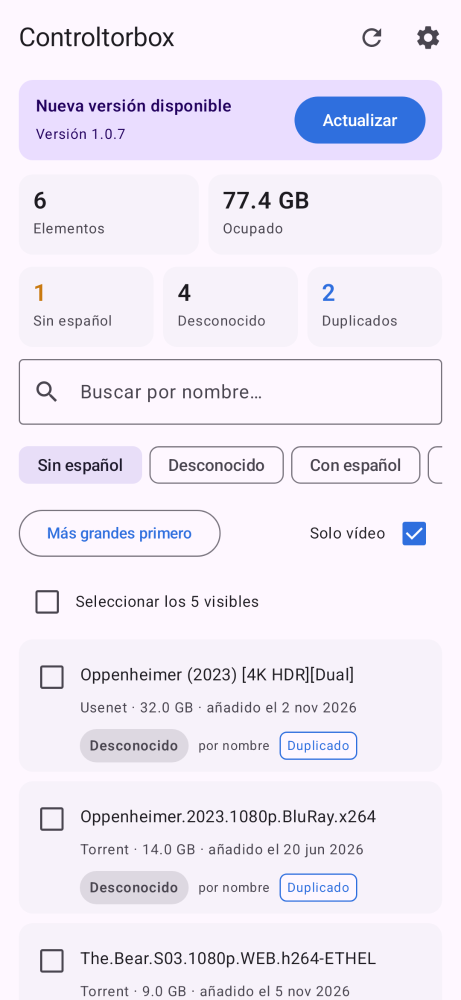 Controltorbox
Nueva versión disponible
Versión 1.0.7
Actualizar
6
Elementos
77.4 GB
Ocupado
1
Sin español
4
Desconocido
2
Duplicados
Buscar por nombre…
Sin español
Desconocido
Con español
Más grandes primero
Solo vídeo
Seleccionar los 5 visibles
Oppenheimer (2023) [4K HDR][Dual]
Usenet · 32.0 GB · añadido el 2 nov 2026
Desconocido por nombre Duplicado
Oppenheimer.2023.1080p.BluRay.x264
Torrent · 14.0 GB · añadido el 20 jun 2026
Desconocido por nombre Duplicado
The.Bear.S03.1080p.WEB.h264-ETHEL
Torrent · 9.0 GB · añadido el 5 nov 2026